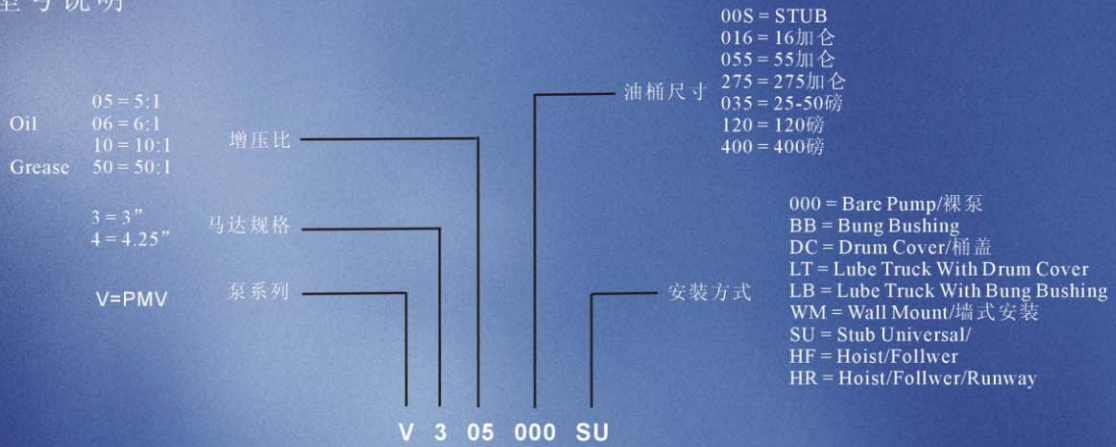 型号说明
00S = STUB
016 = 16加仑
055 = 55加仑
275 = 275加仑
035 = 25-50磅
120 = 120磅
400 = 400磅
油桶尺寸
05 = 5:1
Oil 06 = 6:1
10 = 10:1
Grease 50 = 50:1
增压比
3 = 3”
4 = 4.25”
马达规格
V=PMV
泵系列
安装方式
000 = Bare Pump/裸泵
BB = Bung Bushing
DC = Drum Cover/桶盖
LT = Lube Truck With Drum Cover
LB = Lube Truck With Bung Bushing
WM = Wall Mount/墙式安装
SU = Stub Universal/
HF = Hoist/Follwer
HR = Hoist/Follwer/Runway
V 3 05 000 SU